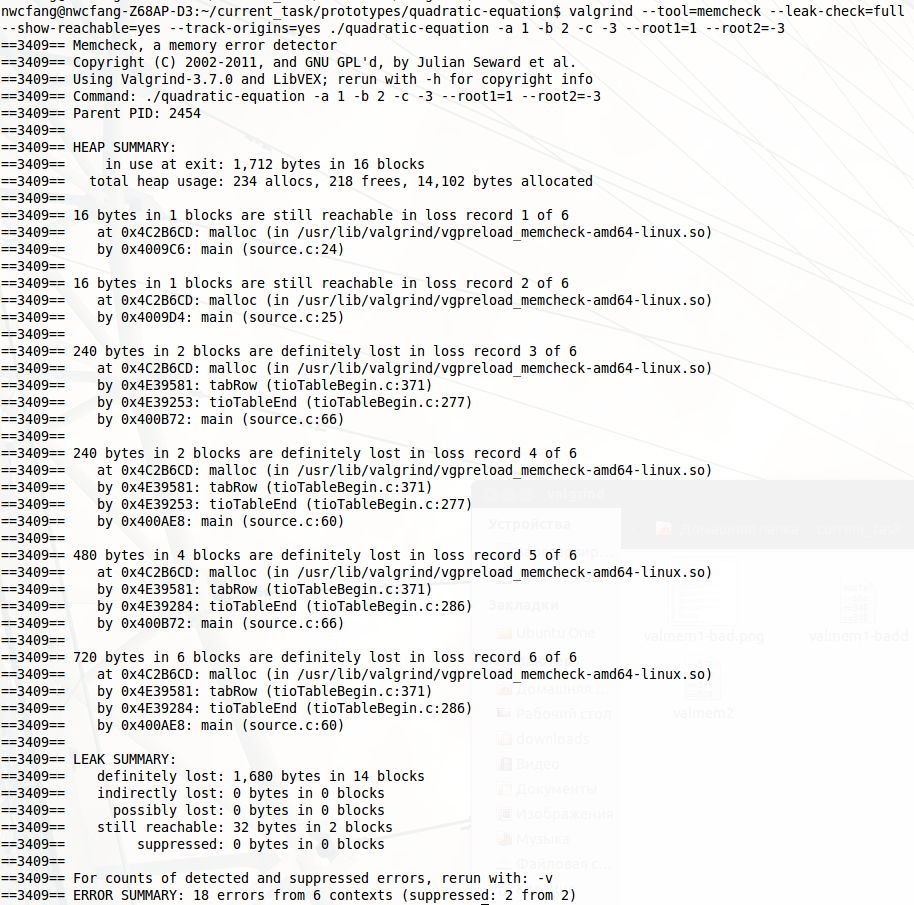 nwcfang@nwcfang-Z68AP-D3:~/current_task/prototypes/quadratic-equation$ valgrind --tool=memcheck --leak-check=full
--show-reachable=yes --track-origins=yes ./quadratic-equation -a 1 -b 2 -c -3 --root1=1 --root2=-3
==3409== Memcheck, a memory error detector
==3409== Copyright (C) 2002-2011, and GNU GPL'd, by Julian Seward et al.
==3409== Using Valgrind-3.7.0 and LibVEX; rerun with -h for copyright info
==3409== Command: ./quadratic-equation -a 1 -b 2 -c -3 --root1=1 --root2=-3
==3409== Parent PID: 2454
==3409==
==3409== HEAP SUMMARY:
==3409==     in use at exit: 1,712 bytes in 16 blocks
==3409==   total heap usage: 234 allocs, 218 frees, 14,102 bytes allocated
==3409==
==3409== 16 bytes in 1 blocks are still reachable in loss record 1 of 6
==3409==    at 0x4C2B6CD: malloc (in /usr/lib/valgrind/vgpreload_memcheck-amd64-linux.so)
==3409==    by 0x4009C6: main (source.c:24)
==3409==
==3409== 16 bytes in 1 blocks are still reachable in loss record 2 of 6
==3409==    at 0x4C2B6CD: malloc (in /usr/lib/valgrind/vgpreload_memcheck-amd64-linux.so)
==3409==    by 0x4009D4: main (source.c:25)
==3409==
==3409== 240 bytes in 2 blocks are definitely lost in loss record 3 of 6
==3409==    at 0x4C2B6CD: malloc (in /usr/lib/valgrind/vgpreload_memcheck-amd64-linux.so)
==3409==    by 0x4E39581: tabRow (tioTableBegin.c:371)
==3409==    by 0x4E39253: tioTableEnd (tioTableBegin.c:277)
==3409==    by 0x400B72: main (source.c:66)
==3409==
==3409== 240 bytes in 2 blocks are definitely lost in loss record 4 of 6
==3409==    at 0x4C2B6CD: malloc (in /usr/lib/valgrind/vgpreload_memcheck-amd64-linux.so)
==3409==    by 0x4E39581: tabRow (tioTableBegin.c:371)
==3409==    by 0x4E39253: tioTableEnd (tioTableBegin.c:277)
==3409==    by 0x400AE8: main (source.c:60)
==3409==
==3409== 480 bytes in 4 blocks are definitely lost in loss record 5 of 6
==3409==    at 0x4C2B6CD: malloc (in /usr/lib/valgrind/vgpreload_memcheck-amd64-linux.so)
==3409==    by 0x4E39581: tabRow (tioTableBegin.c:371)
==3409==    by 0x4E39284: tioTableEnd (tioTableBegin.c:286)
==3409==    by 0x400B72: main (source.c:66)
==3409==
==3409== 720 bytes in 6 blocks are definitely lost in loss record 6 of 6
==3409==    at 0x4C2B6CD: malloc (in /usr/lib/valgrind/vgpreload_memcheck-amd64-linux.so)
==3409==    by 0x4E39581: tabRow (tioTableBegin.c:371)
==3409==    by 0x4E39284: tioTableEnd (tioTableBegin.c:286)
==3409==    by 0x400AE8: main (source.c:60)
==3409==
==3409== LEAK SUMMARY:
==3409==    definitely lost: 1,680 bytes in 14 blocks
==3409==    indirectly lost: 0 bytes in 0 blocks
==3409==      possibly lost: 0 bytes in 0 blocks
==3409==    still reachable: 32 bytes in 2 blocks
==3409==         suppressed: 0 bytes in 0 blocks
==3409==
==3409== For counts of detected and suppressed errors, rerun with: -v
==3409== ERROR SUMMARY: 18 errors from 6 contexts (suppressed: 2 from 2)
Устройства
Закладки
Ubuntu One
Домашняя
Рабочий стол
downloads
Видео
Документы
Изображения
Музыка
Файловая с...
valmem1-bad.png
valmem1-badd
valmem2